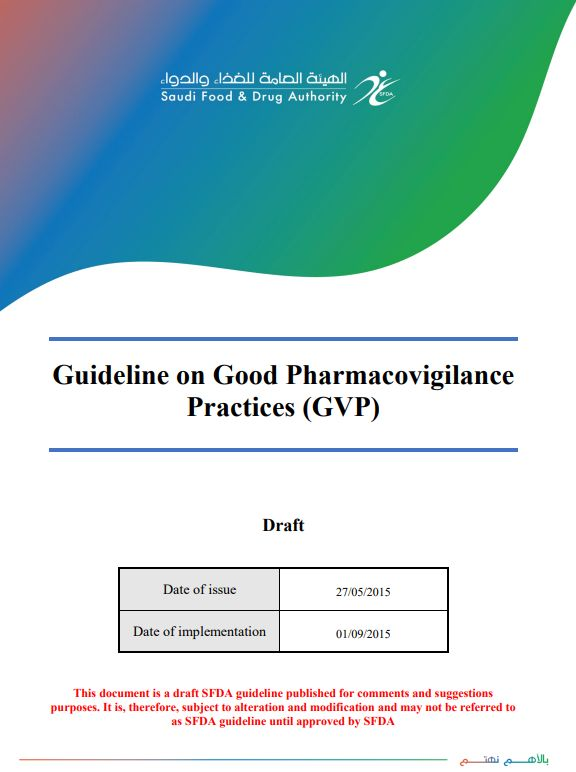 الهيئة العامة للغذاء والدواء
Saudi Food & Drug Authority
SFDA
Guideline on Good Pharmacovigilance
Practices (GVP)
Draft
Date of issue 27/05/2015
Date of implementation 01/09/2015
This document is a draft SFDA guideline published for comments and suggestions
purposes. It is, therefore, subject to alteration and modification and may not be referred to
as SFDA guideline until approved by SFDA
بالأهـــم نهتـــم